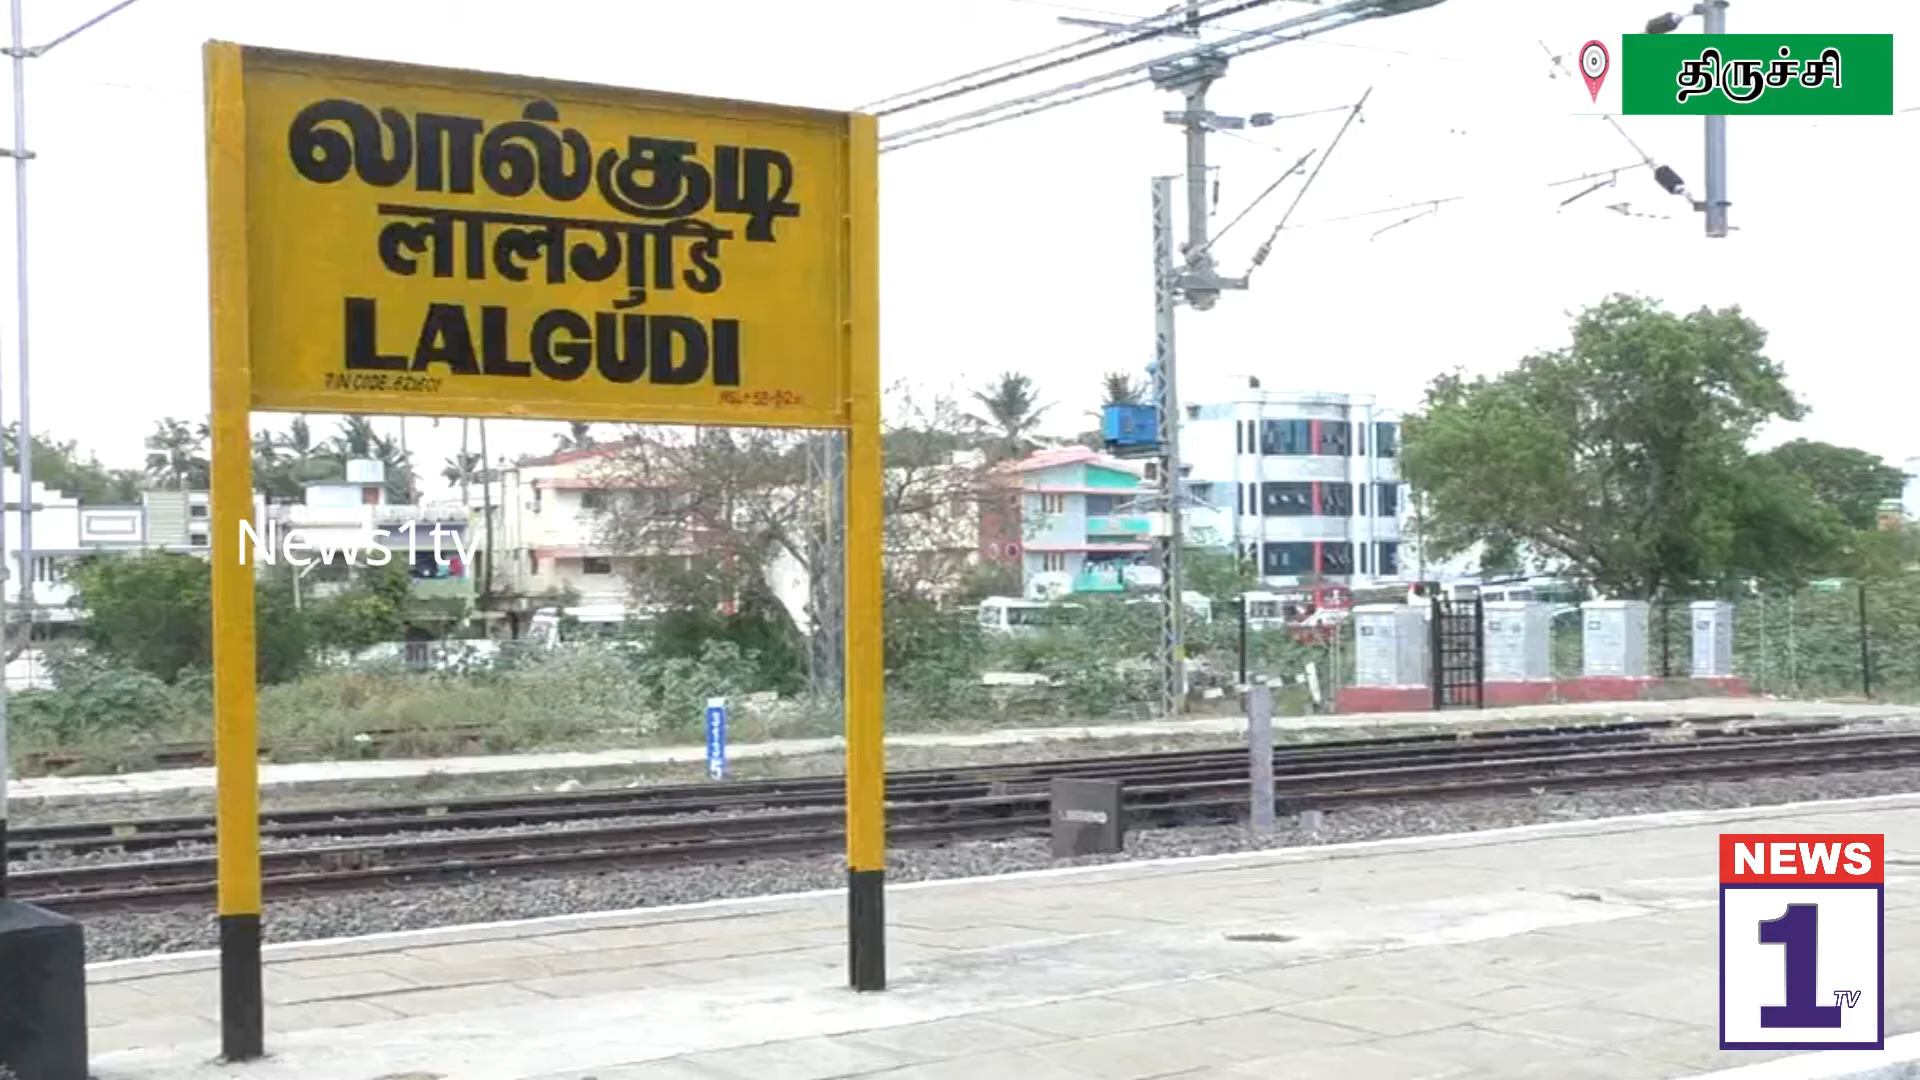 திருச்சி
லால்குடி
लालगुडि
LALGUDI
PIN CODE. 621601
News1tv
NEWS
1
TV